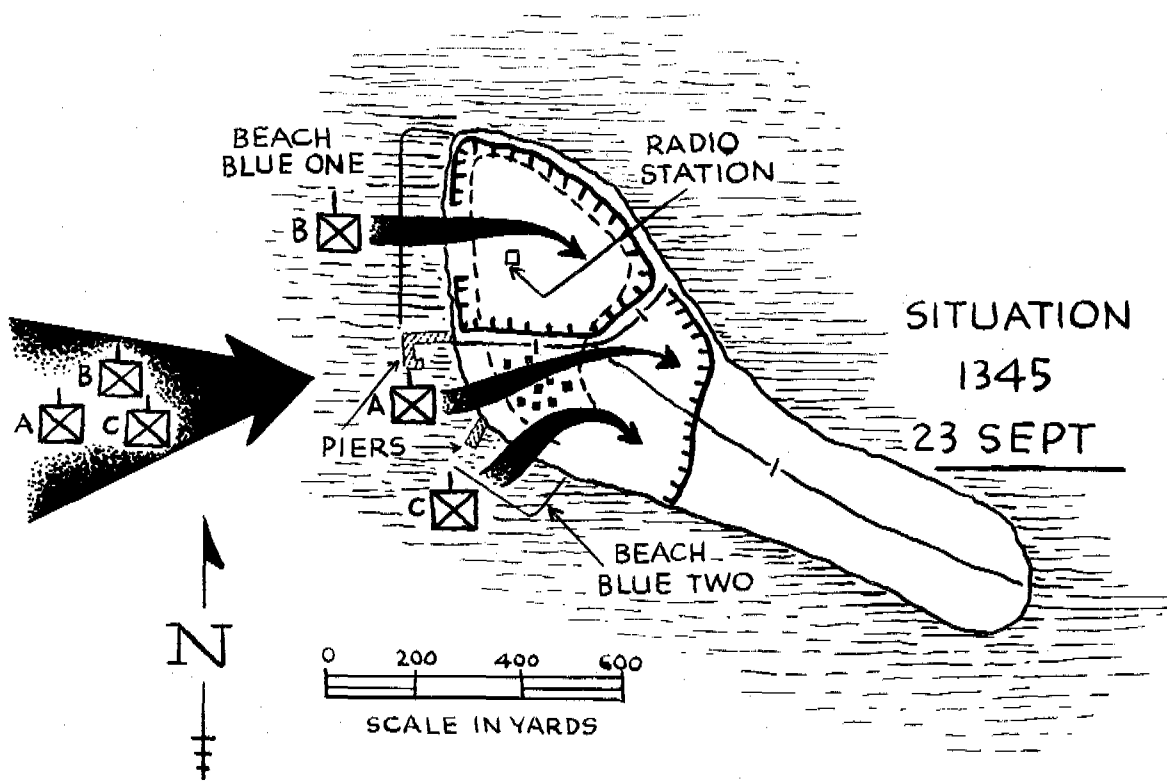 BEACH
BLUE ONE
RADIO
STATION
B
SITUATION
1345
23 SEPT
B
A
C
A
PIERS
C
BEACH
BLUE TWO
N
0 200 400 600
SCALE IN YARDS